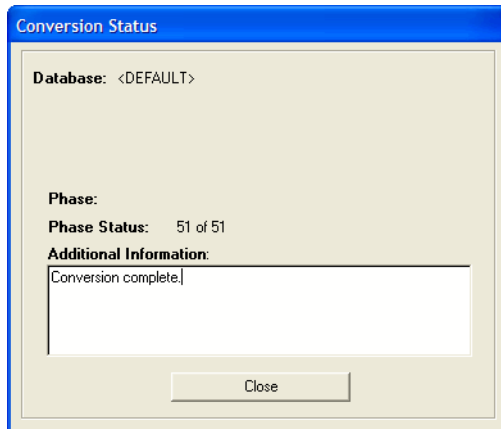 Conversion Status
Database: <DEFAULT>
Phase:
Phase Status: 51 of 51
Additional Information:
Conversion complete.
Close